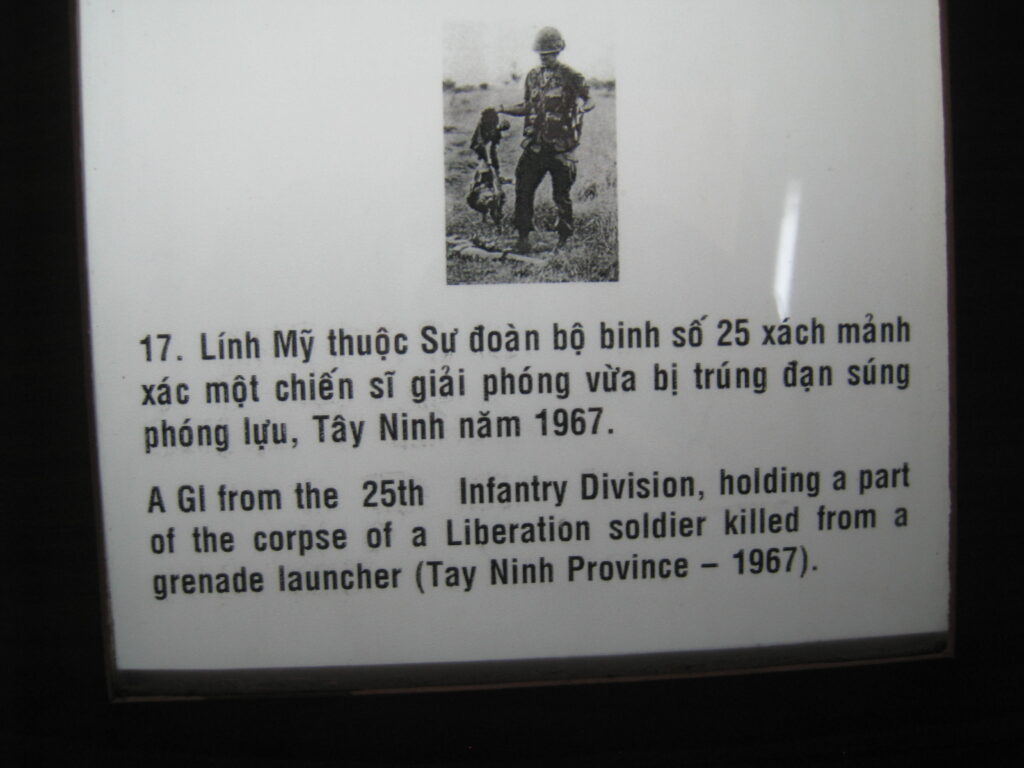 17. Lính Mỹ thuộc Sư đoàn bộ binh số 25 xách mảnh
xác một chiến sĩ giải phóng vừa bị trúng đạn súng
phóng lựu, Tây Ninh năm 1967.
A GI from the 25th Infantry Division, holding a part
of the corpse of a Liberation soldier killed from a
grenade launcher (Tay Ninh Province – 1967).